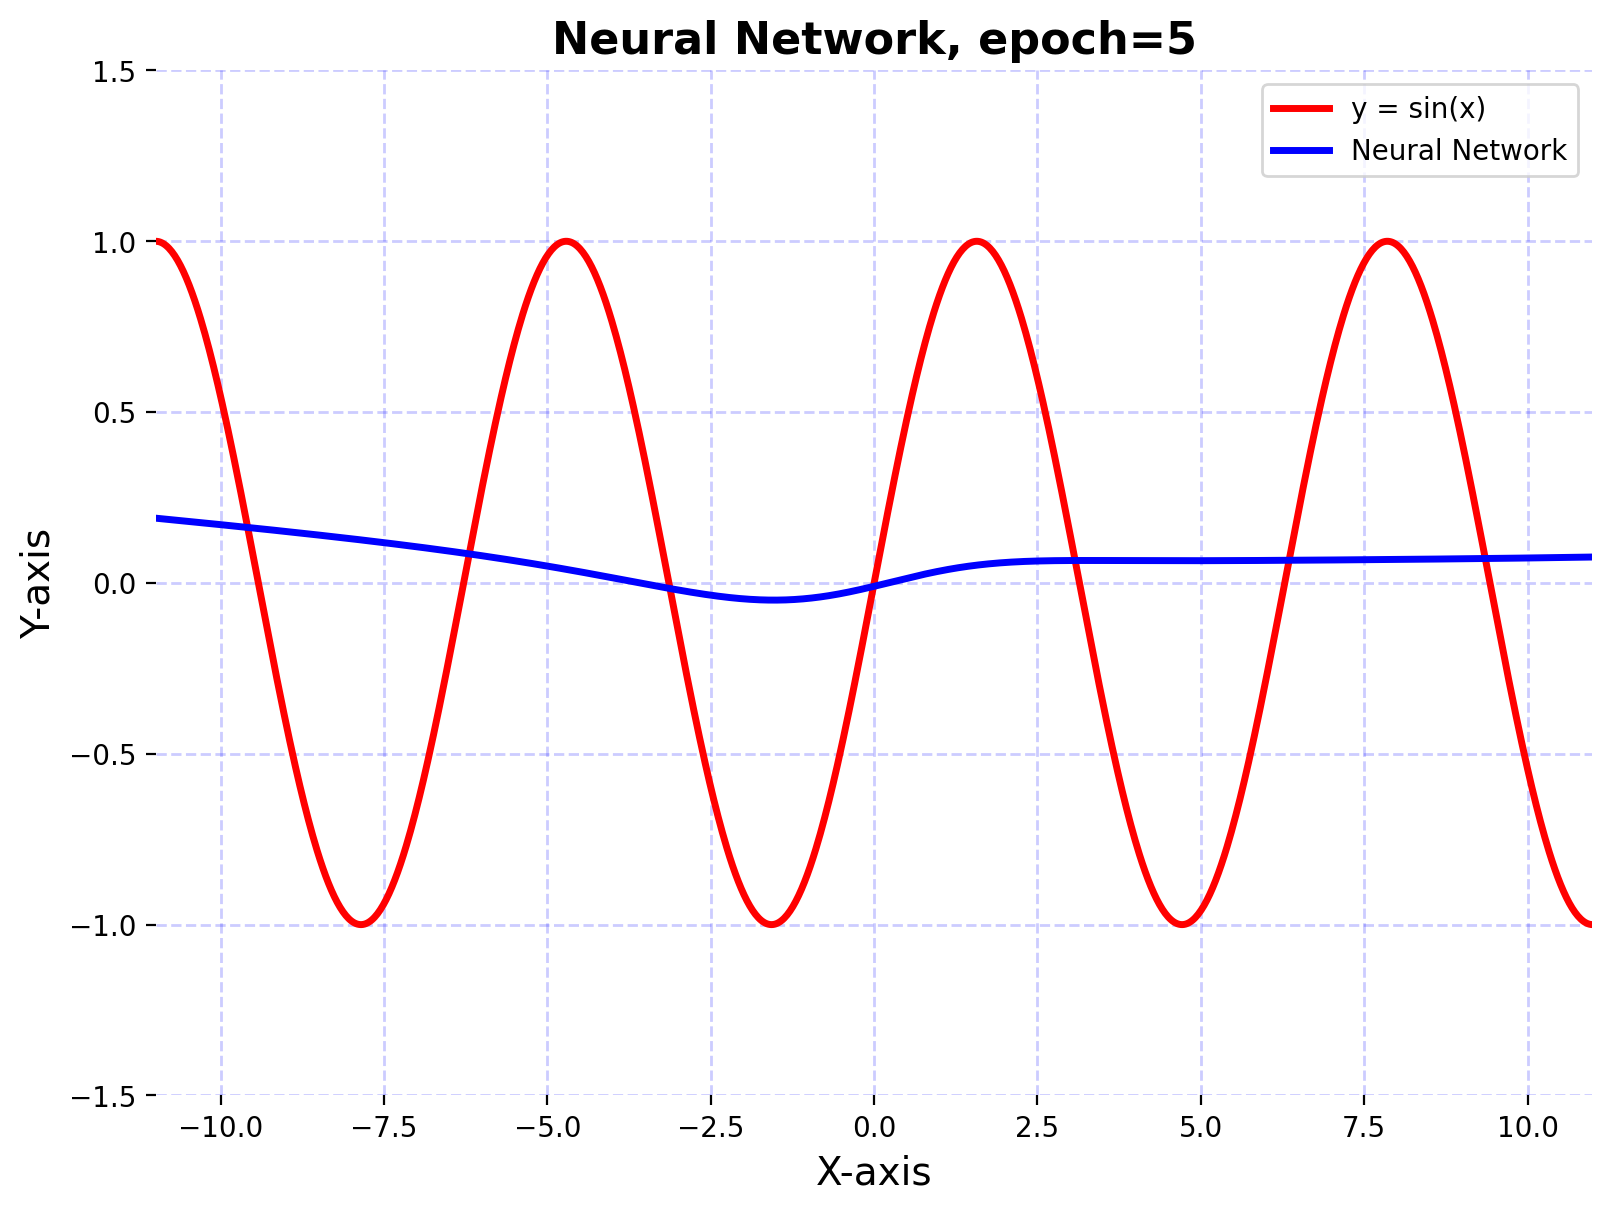 Neural Network, epoch=5
y = sin(x)
Neural Network
Y-axis
1.5
1.0
0.5
0.0
−0.5
−1.0
−1.5
−10.0 −7.5 −5.0 −2.5 0.0 2.5 5.0 7.5 10.0
X-axis